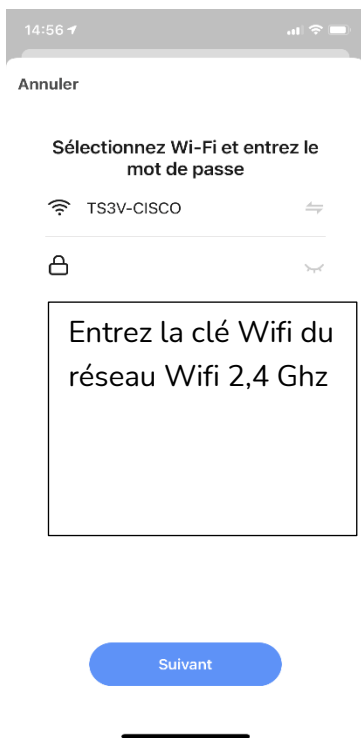 14:56
Annuler
Sélectionnez Wi-Fi et entrez le
mot de passe
TS3V-CISCO
Entrez la clé Wifi du
réseau Wifi 2,4 Ghz
Suivant